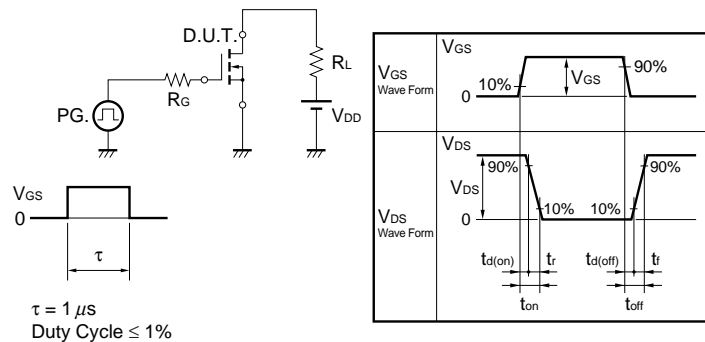 D.U.T.
RL
RG
PG.
VDD
VGS
0
τ
τ = 1 μs
Duty Cycle ≤ 1%
VGS
Wave Form
VGS
10%
90%
VGS
0
VDS
Wave Form
VDS
90%
90%
VDS
10%
10%
0
td(on)
tr
td(off)
tf
ton
toff